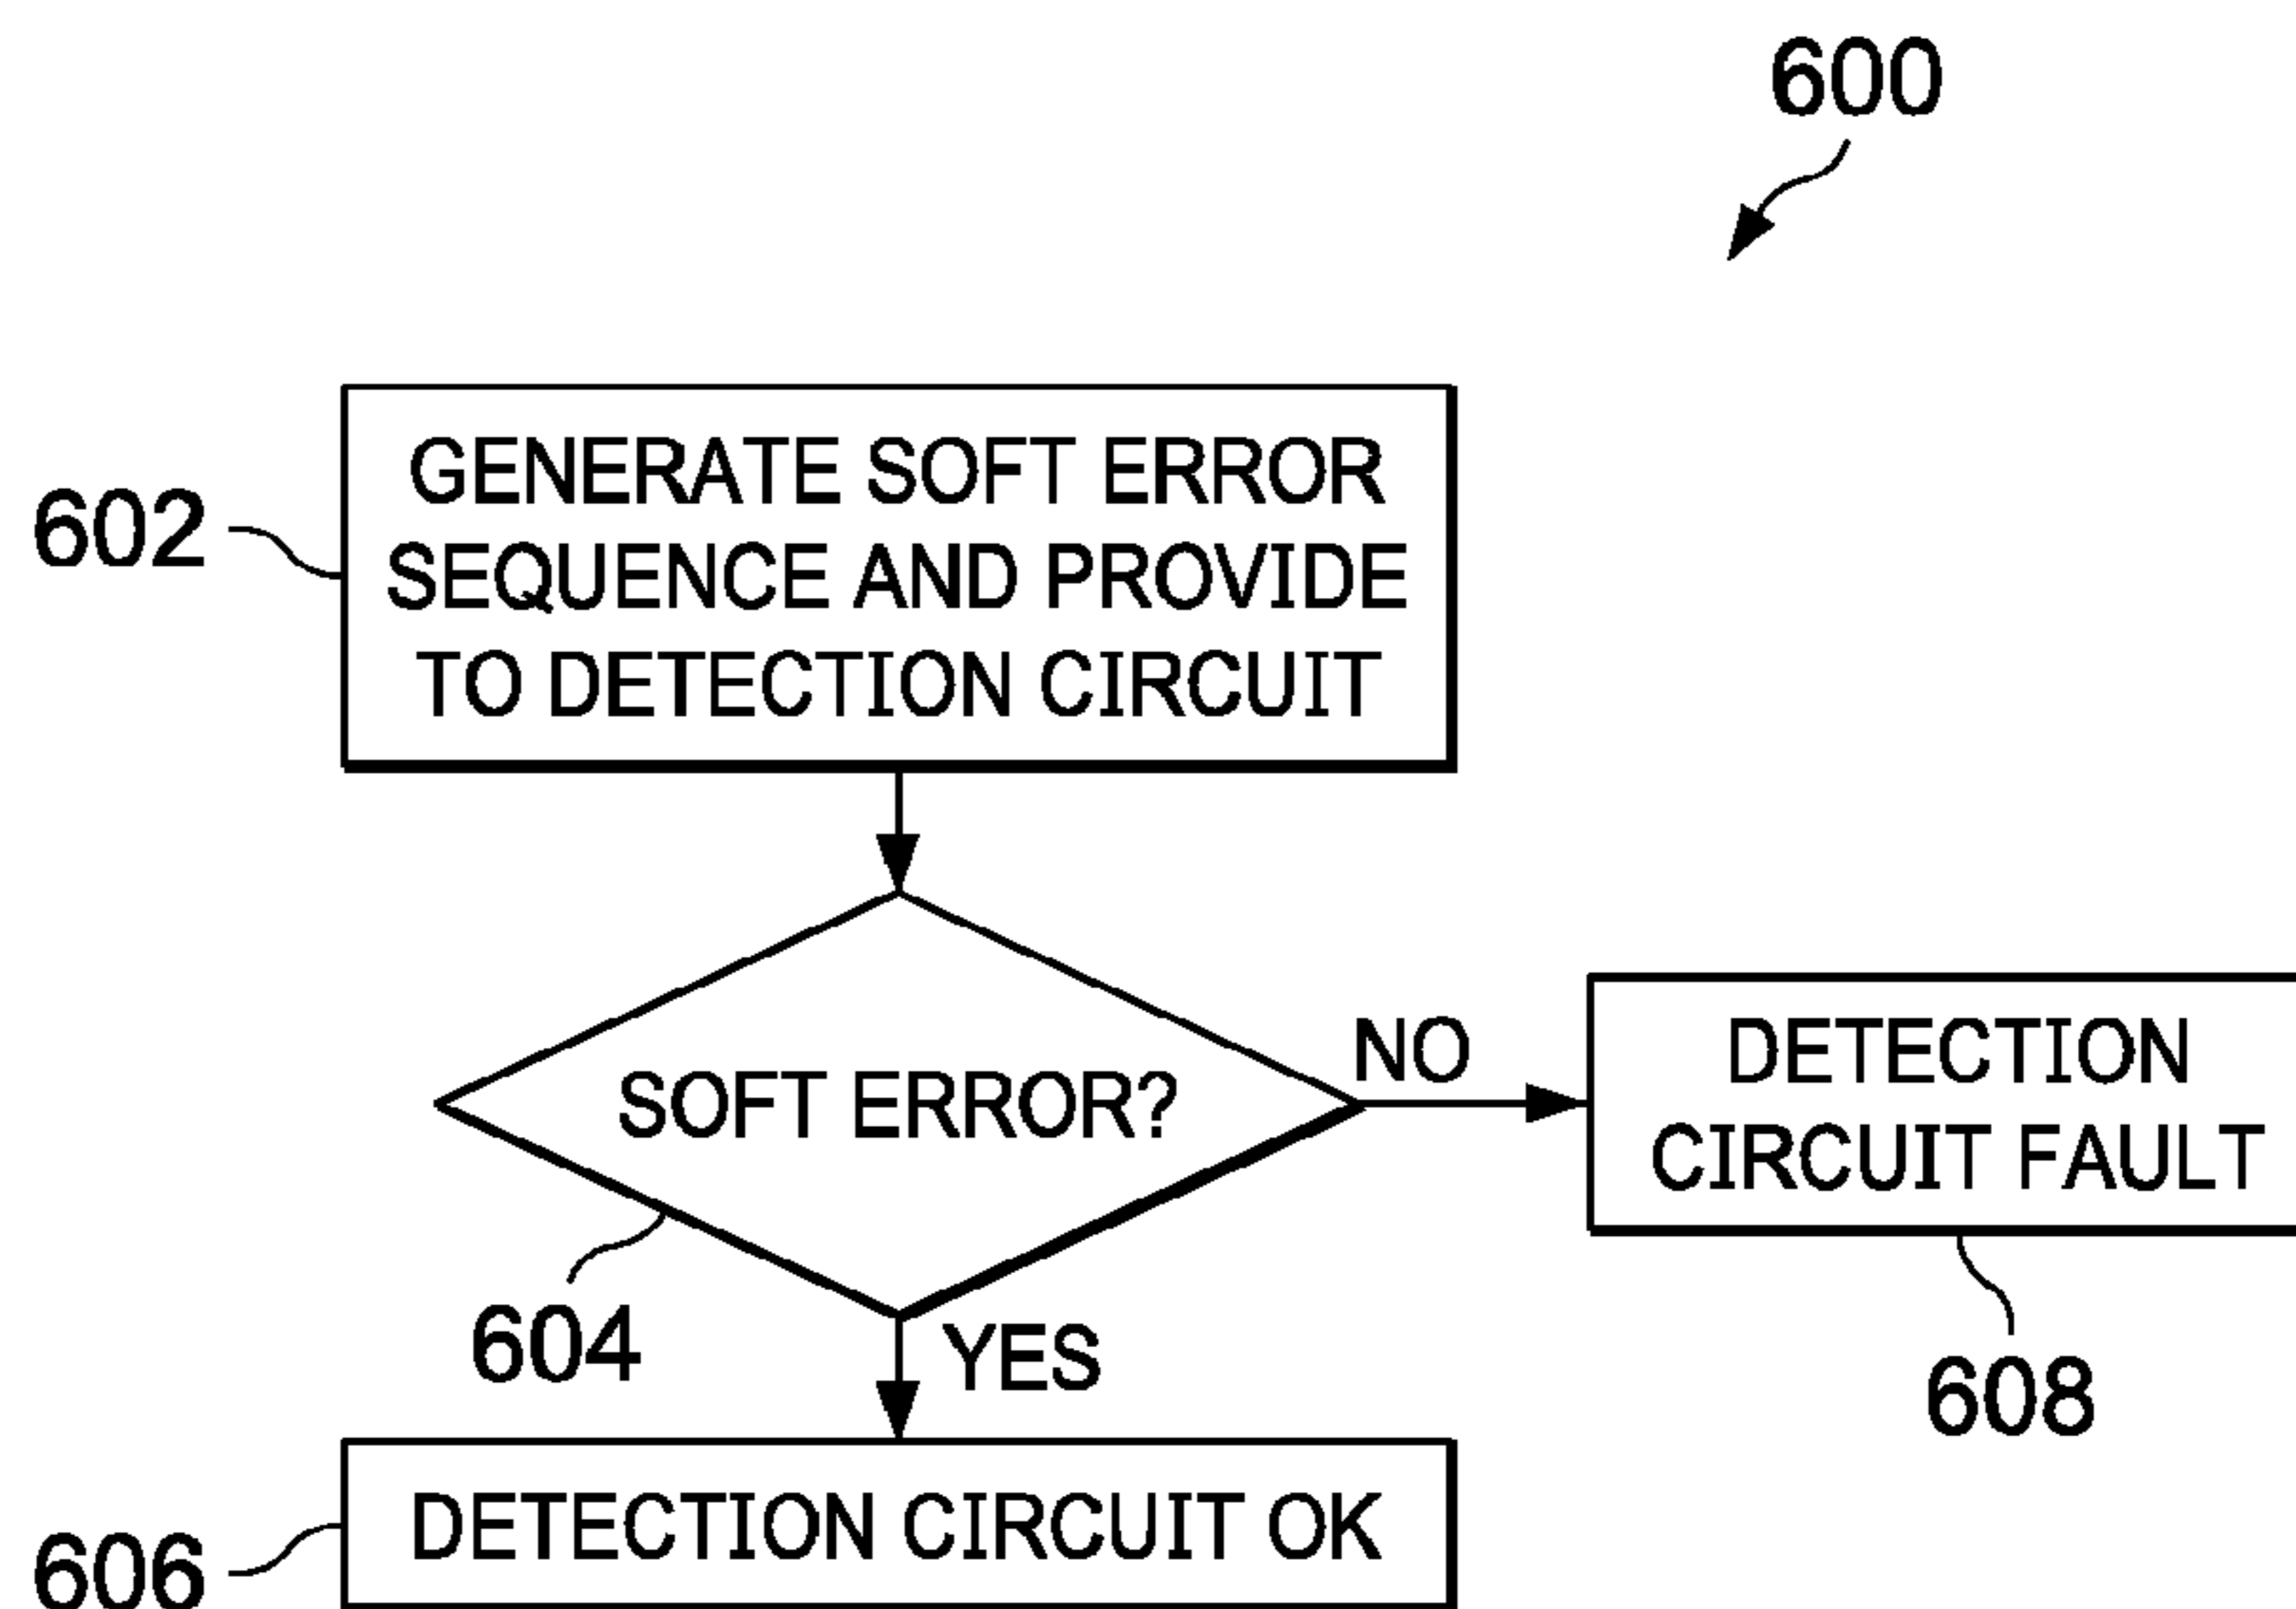 600
602
GENERATE SOFT ERROR
SEQUENCE AND PROVIDE
TO DETECTION CIRCUIT
SOFT ERROR?
NO
DETECTION
CIRCUIT FAULT
604
YES
608
606
DETECTION CIRCUIT OK